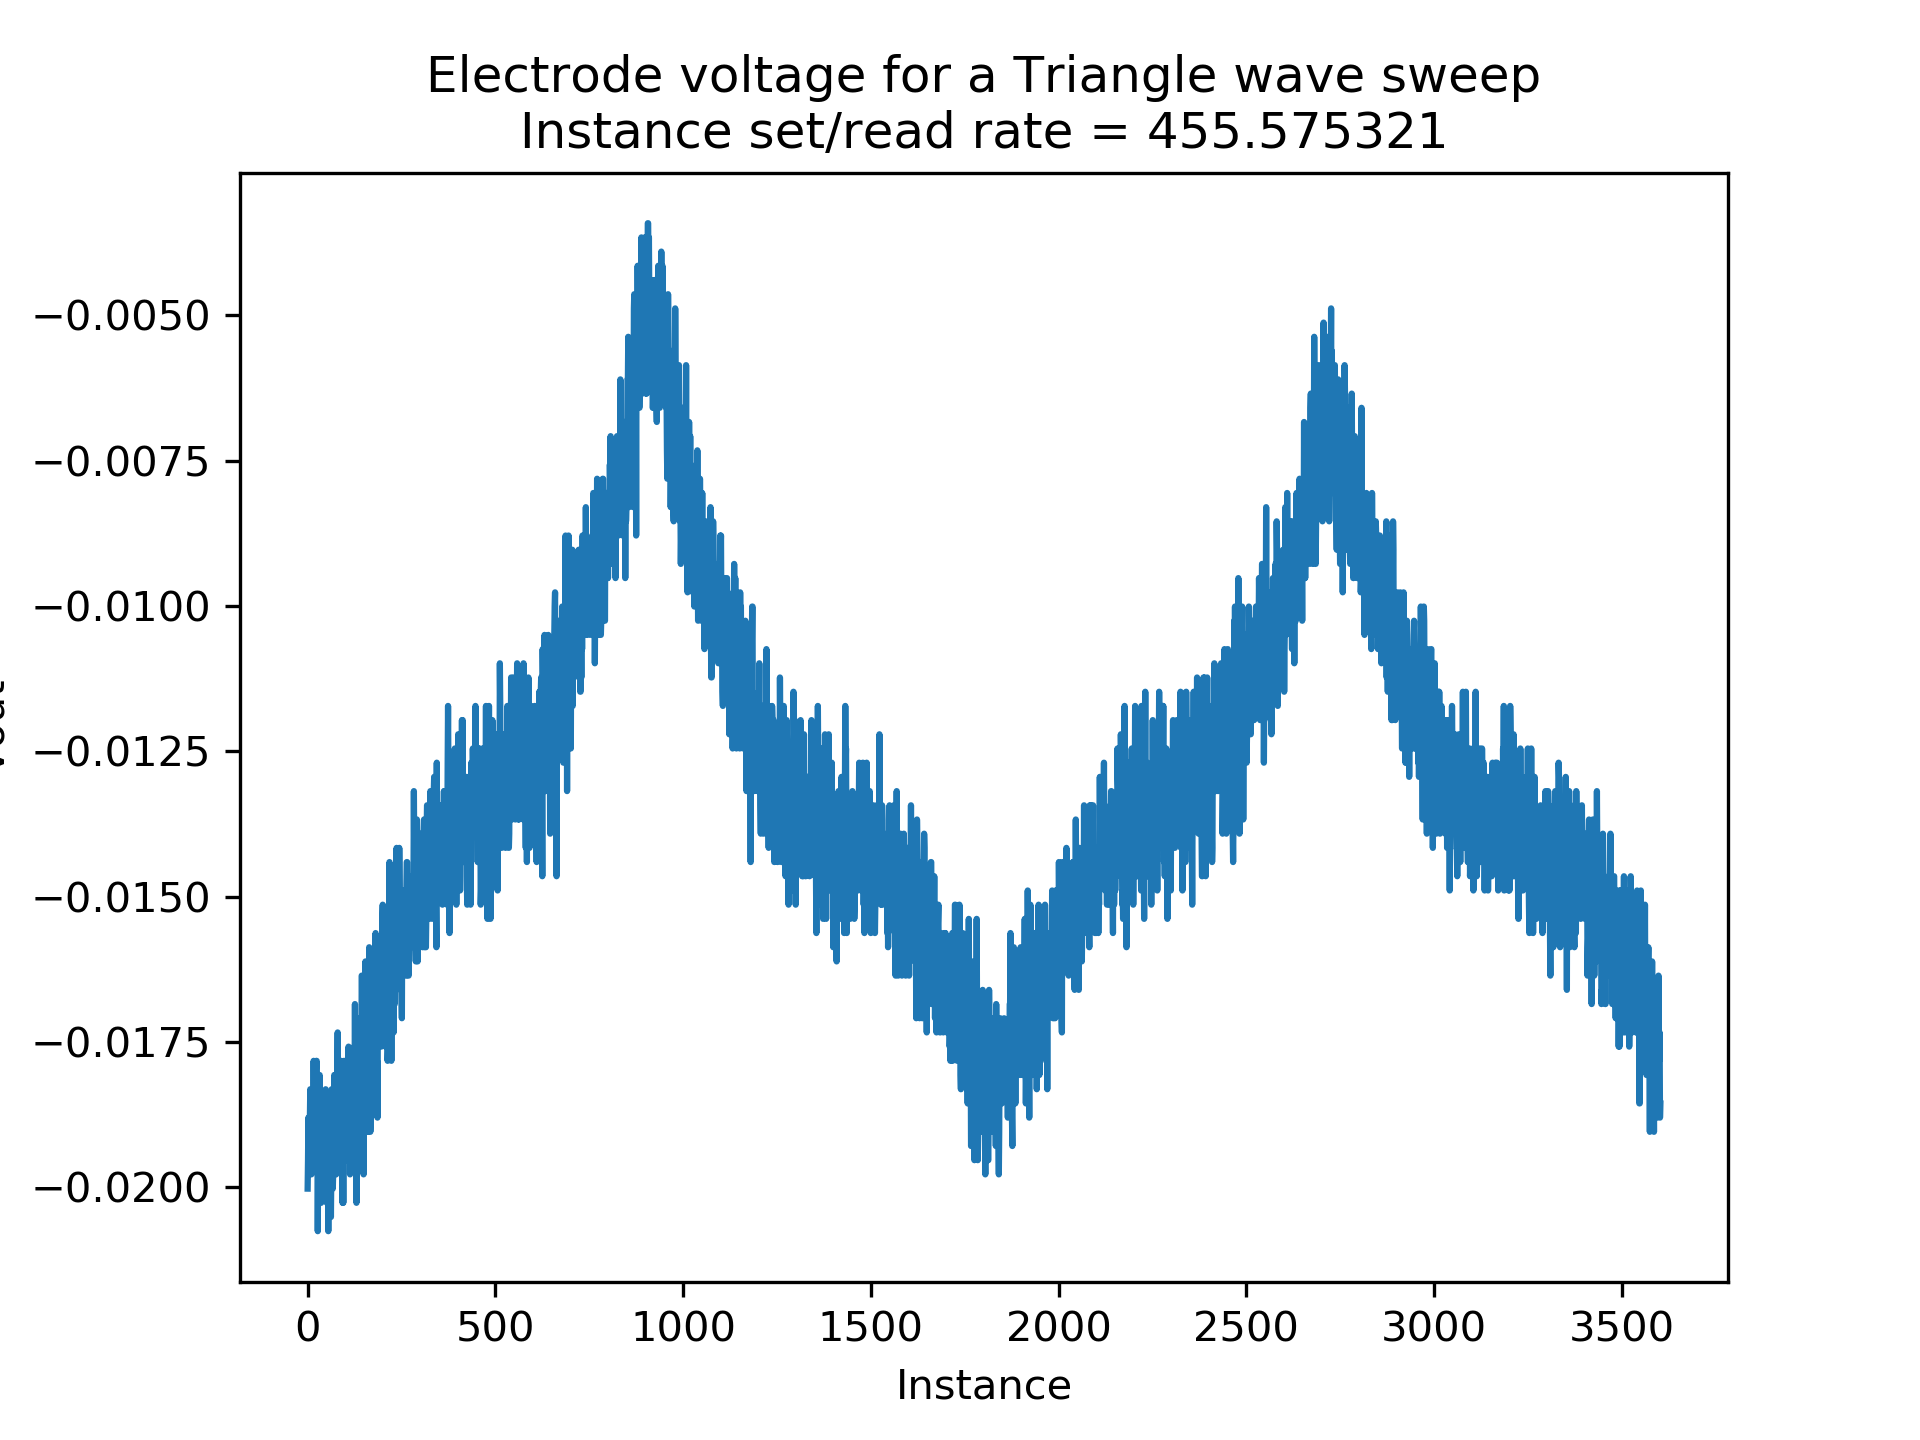 Electrode voltage for a Triangle wave sweep
Instance set/read rate = 455.575321
−0.0050
−0.0075
−0.0100
−0.0125
−0.0150
−0.0175
−0.0200
0 500 1000 1500 2000 2500 3000 3500
Instance